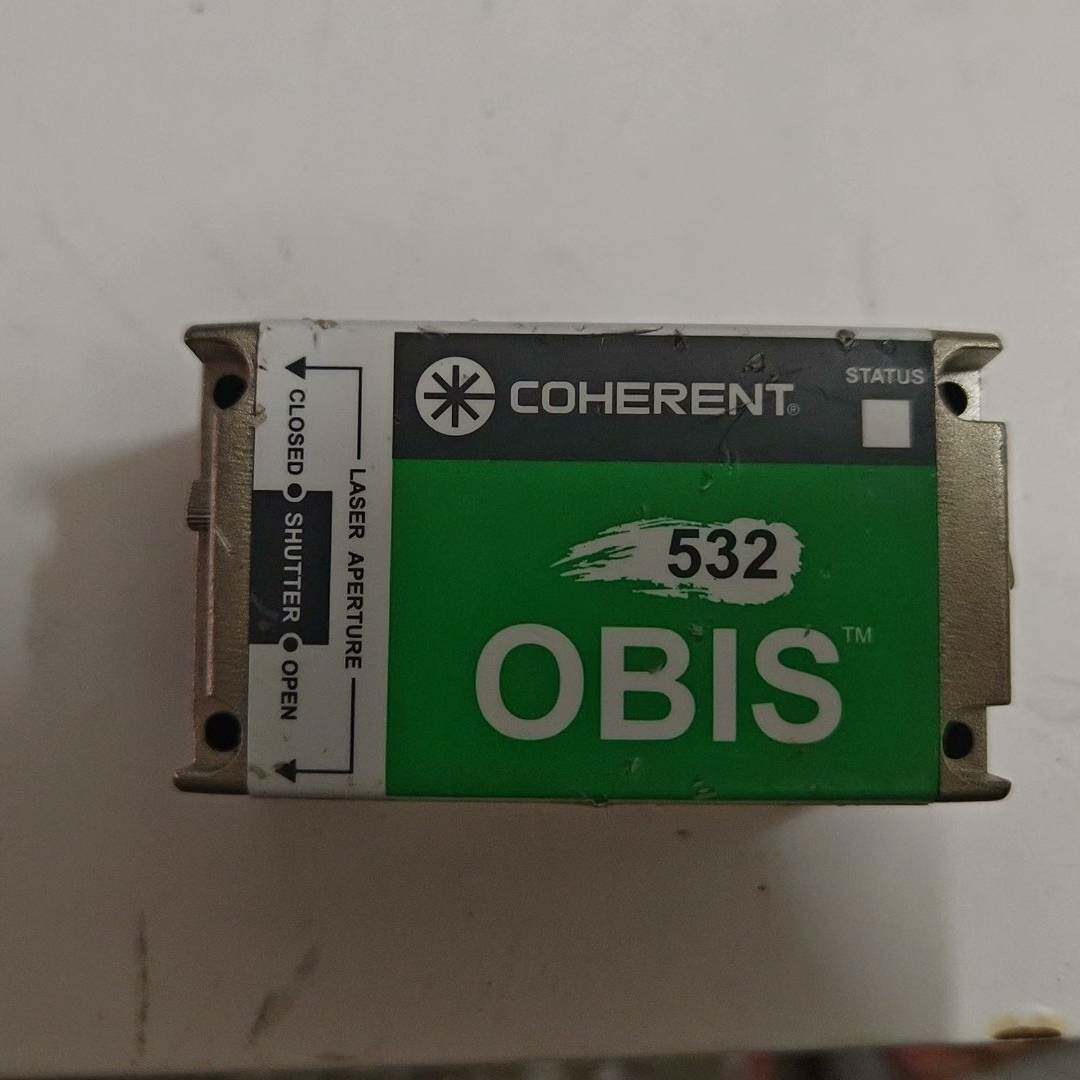 COHERENT®
STATUS
532
OBIS™
LASER APERTURE
CLOSED ● SHUTTER ● OPEN